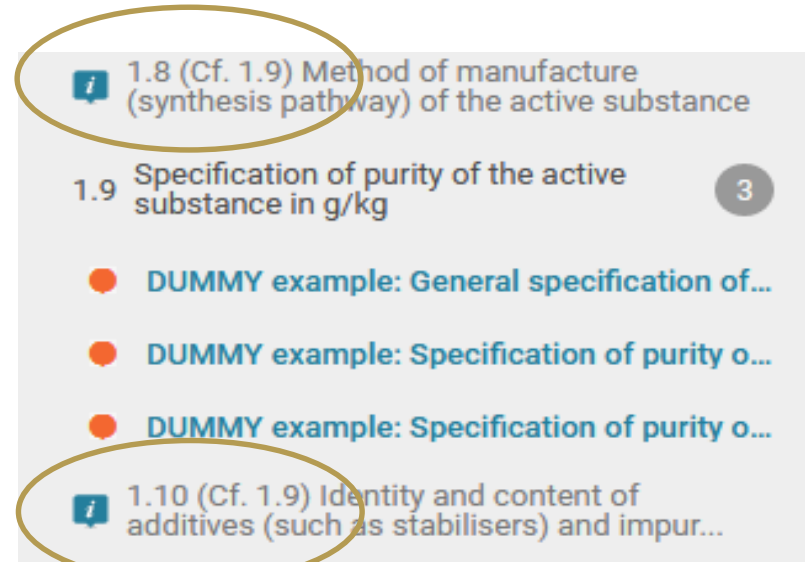 i 1.8 (Cf. 1.9) Method of manufacture
(synthesis pathway) of the active substance
1.9 Specification of purity of the active
substance in g/kg
3
DUMMY example: General specification of...
DUMMY example: Specification of purity o...
DUMMY example: Specification of purity o...
i 1.10 (Cf. 1.9) Identity and content of
additives (such as stabilisers) and impur...